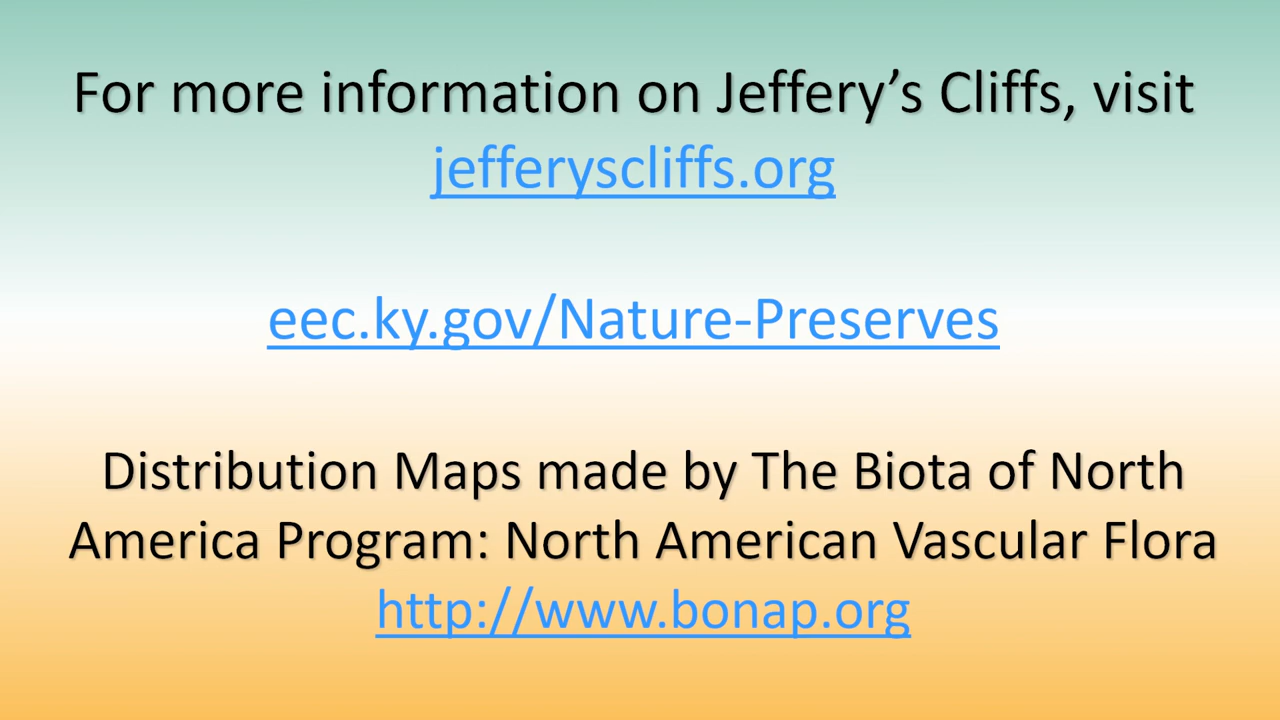 For more information on Jeffery’s Cliffs, visit
jefferyscliffs.org
eec.ky.gov/Nature-Preserves
Distribution Maps made by The Biota of North
America Program: North American Vascular Flora
http://www.bonap.org